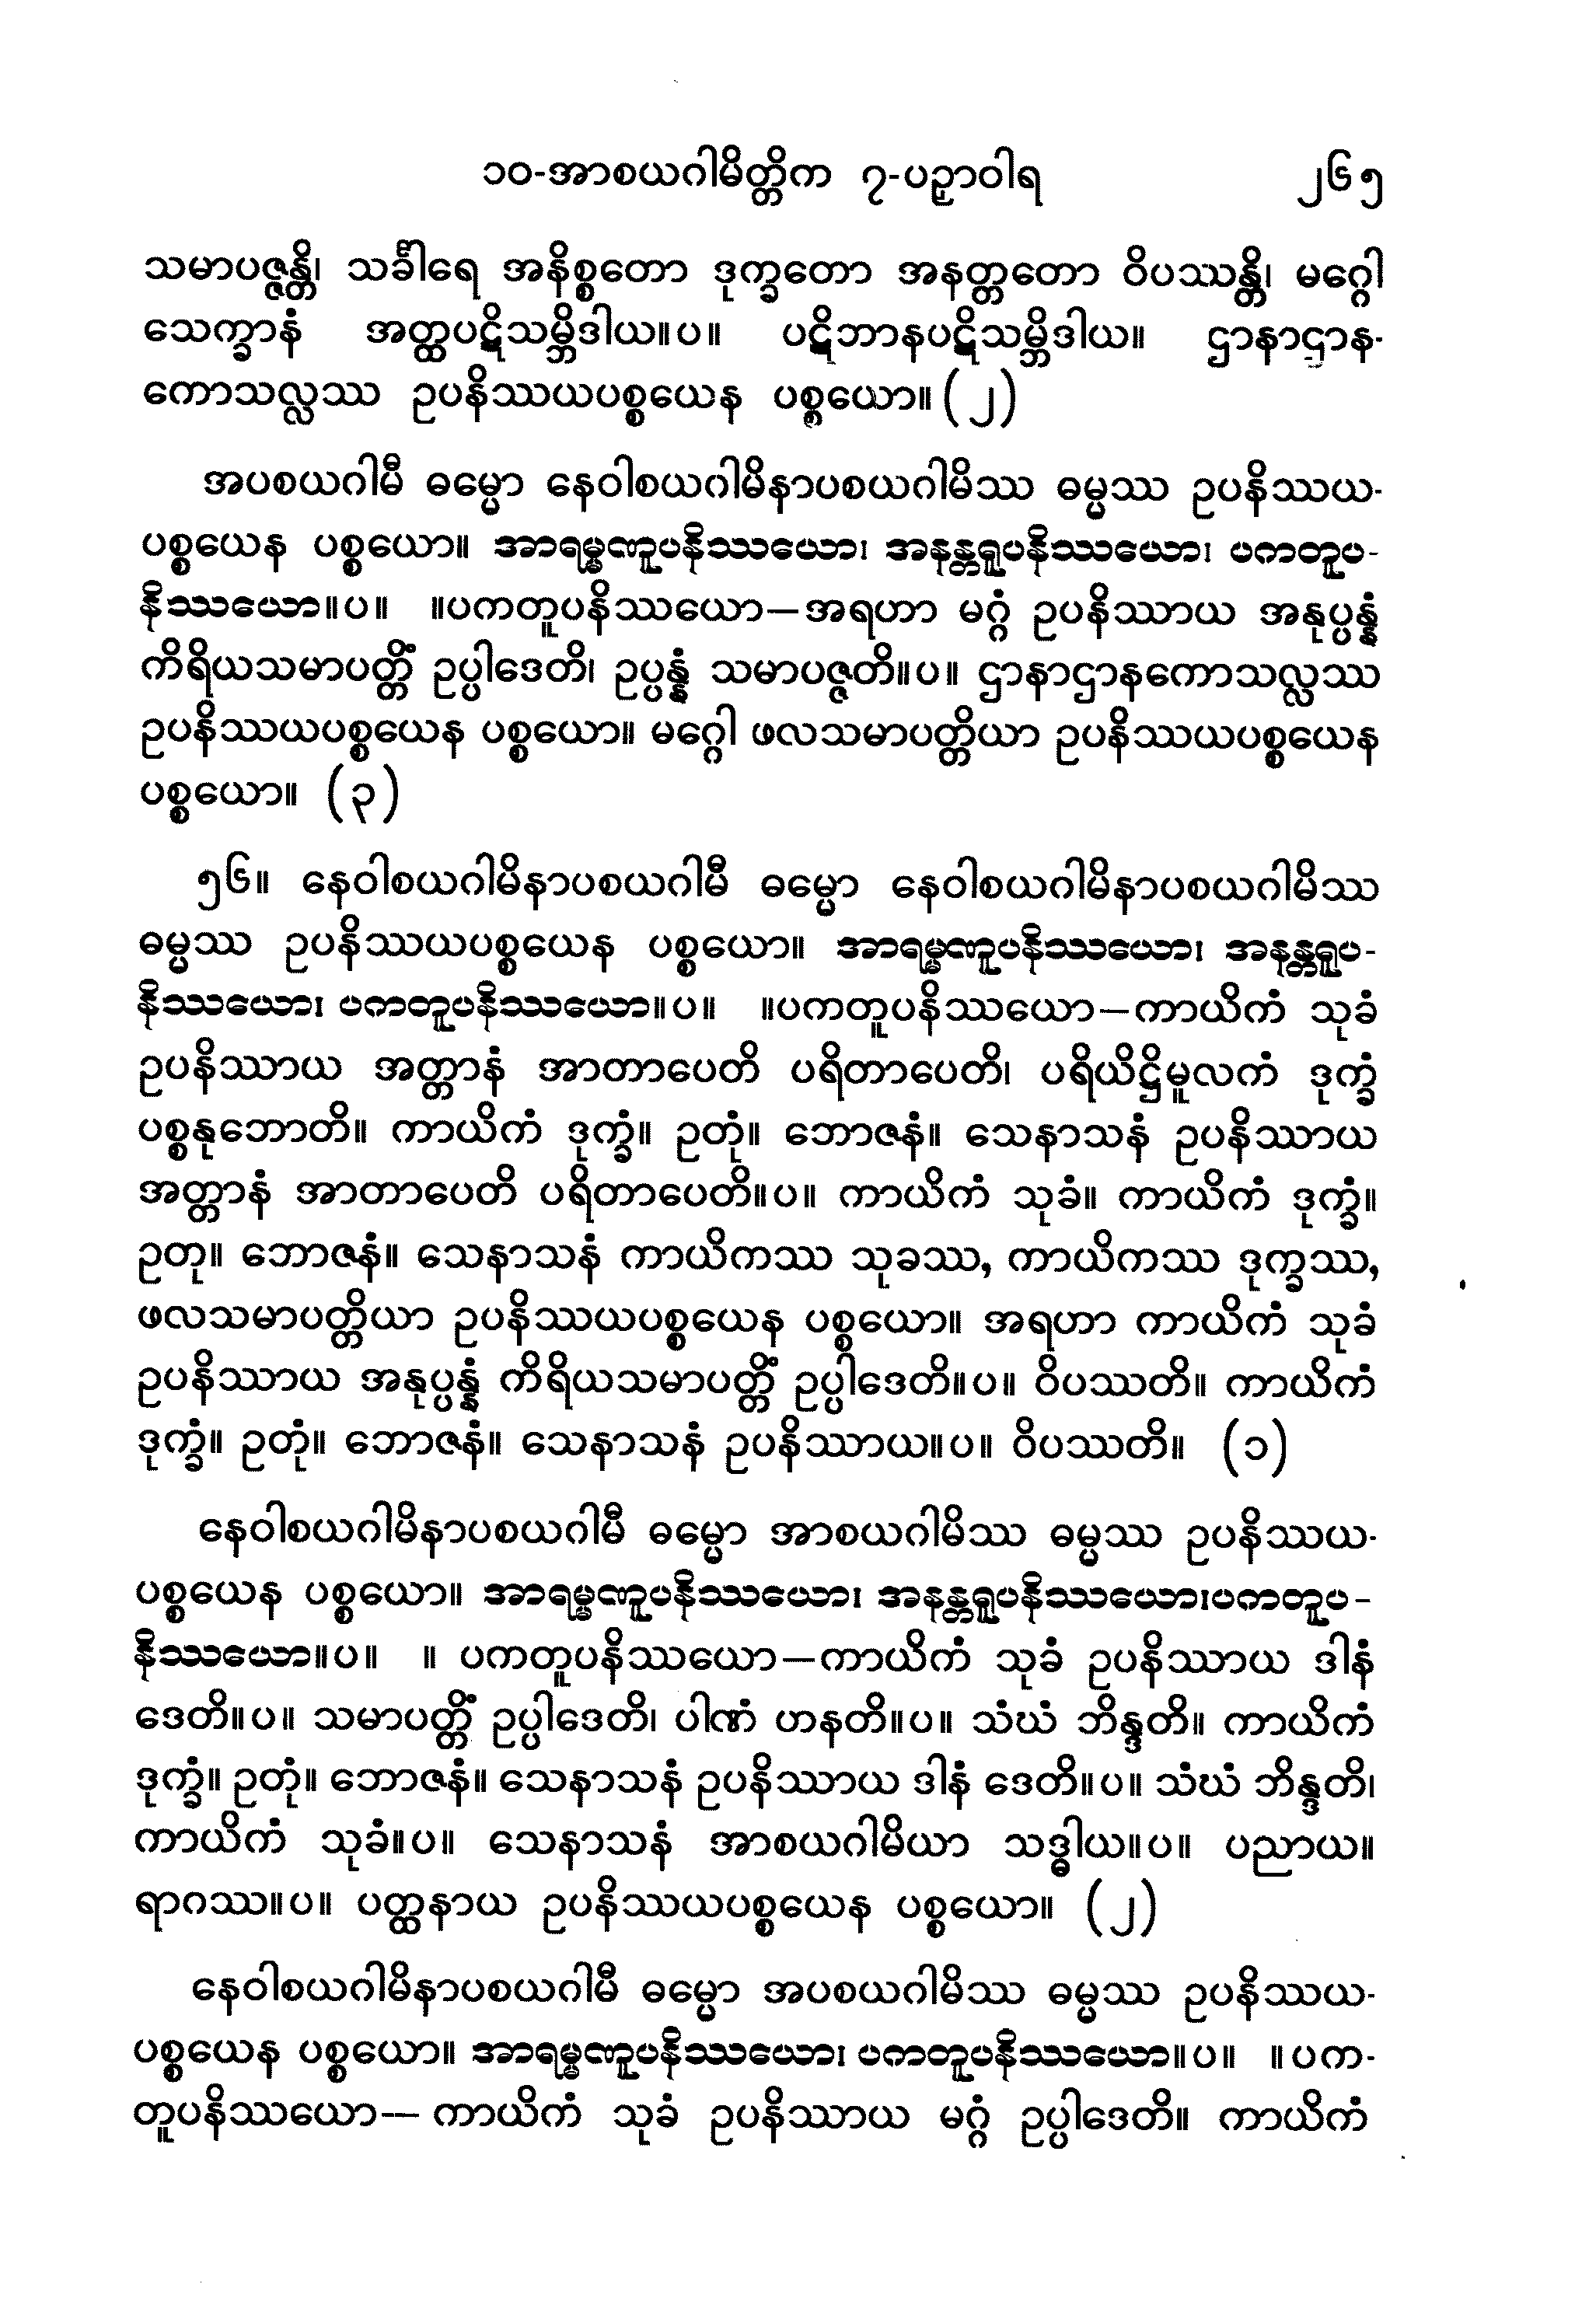 ၁၀-အာစယဂါမိတ္တိက ၇-ပဉှာဝါရ ၂၆၅
သမာပဇ္ဇန္တိ၊ သင်္ခါရေ အနိစ္စတော ဒုက္ခတော အနတ္တတော ဝိပဿန္တိ၊ မဂ္ဂေါ
သေက္ခာနံ အတ္ထပဋိသမ္ဘိဒါယ။ပ။ ပဋိဘာနပဋိသမ္ဘိဒါယ။ ဌာနာဌာန-
ကောသလ္လဿ ဥပနိဿယပစ္စယေန ပစ္စယော။ (၂)
အပစယဂါမီ ဓမ္မော နေဝါစယဂါမိနာပစယဂါမိဿ ဓမ္မဿ ဥပနိဿယ-
ပစ္စယေန ပစ္စယော။ အာရမ္မဏူပနိဿယော၊ အနန္တရူပနိဿယော၊ ပကတူပ-
နိဿယော။ပ။ ။ပကတူပနိဿယော—အရဟာ မဂ္ဂံ ဥပနိဿာယ အနုပ္ပန္နံ
ကိရိယသမာပတ္တိံ ဥပ္ပါဒေတိ၊ ဥပ္ပန္နံ သမာပဇ္ဇတိ။ပ။ ဌာနာဌာနကောသလ္လဿ
ဥပနိဿယပစ္စယေန ပစ္စယော။ မဂ္ဂေါ ဖလသမာပတ္တိယာ ဥပနိဿယပစ္စယေန
ပစ္စယော။ (၃)
၅၆။ နေဝါစယဂါမိနာပစယဂါမီ ဓမ္မော နေဝါစယဂါမိနာပစယဂါမိဿ
ဓမ္မဿ ဥပနိဿယပစ္စယေန ပစ္စယော။ အာရမ္မဏူပနိဿယော၊ အနန္တရူပ-
နိဿယော၊ ပကတူပနိဿယော။ပ။ ။ပကတူပနိဿယော—ကာယိကံ သုခံ
ဥပနိဿာယ အတ္တာနံ အာတာပေတိ ပရိတာပေတိ၊ ပရိယိဋ္ဌိမူလကံ ဒုက္ခံ
ပစ္စနုဘောတိ။ ကာယိကံ ဒုက္ခံ။ ဥတုံ။ ဘောဇနံ။ သေနာသနံ ဥပနိဿာယ
အတ္တာနံ အာတာပေတိ ပရိတာပေတိ။ပ။ ကာယိကံ သုခံ။ ကာယိကံ ဒုက္ခံ။
ဥတု။ ဘောဇနံ။ သေနာသနံ ကာယိကဿ သုခဿ, ကာယိကဿ ဒုက္ခဿ,
ဖလသမာပတ္တိယာ ဥပနိဿယပစ္စယေန ပစ္စယော။ အရဟာ ကာယိကံ သုခံ
ဥပနိဿာယ အနုပ္ပန္နံ ကိရိယသမာပတ္တိံ ဥပ္ပါဒေတိ။ပ။ ဝိပဿတိ။ ကာယိကံ
ဒုက္ခံ။ ဥတုံ။ ဘောဇနံ။ သေနာသနံ ဥပနိဿာယ။ပ။ ဝိပဿတိ။ (၁)
နေဝါစယဂါမိနာပစယဂါမီ ဓမ္မော အာစယဂါမိဿ ဓမ္မဿ ဥပနိဿယ-
ပစ္စယေန ပစ္စယော။ အာရမ္မဏူပနိဿယော၊ အနန္တရူပနိဿယော၊ပကတူပ-
နိဿယော။ပ။ ။ ပကတူပနိဿယော—ကာယိကံ သုခံ ဥပနိဿာယ ဒါနံ
ဒေတိ။ပ။ သမာပတ္တိံ ဥပ္ပါဒေတိ၊ ပါဏံ ဟနတိ။ပ။ သံဃံ ဘိန္ဒတိ။ ကာယိကံ
ဒုက္ခံ။ ဥတုံ။ ဘောဇနံ။ သေနာသနံ ဥပနိဿာယ ဒါနံ ဒေတိ။ပ။ သံဃံ ဘိန္ဒတိ၊
ကာယိကံ သုခံ။ပ။ သေနာသနံ အာစယဂါမိယာ သဒ္ဓါယ။ပ။ ပညာယ။
ရာဂဿ။ပ။ ပတ္ထနာယ ဥပနိဿယပစ္စယေန ပစ္စယော။ (၂)
နေဝါစယဂါမိနာပစယဂါမီ ဓမ္မော အပစယဂါမိဿ ဓမ္မဿ ဥပနိဿယ-
ပစ္စယေန ပစ္စယော။ အာရမ္မဏူပနိဿယော၊ ပကတူပနိဿယော။ပ။ ။ပက-
တူပနိဿယော— ကာယိကံ သုခံ ဥပနိဿာယ မဂ္ဂံ ဥပ္ပါဒေတိ။ ကာယိကံ